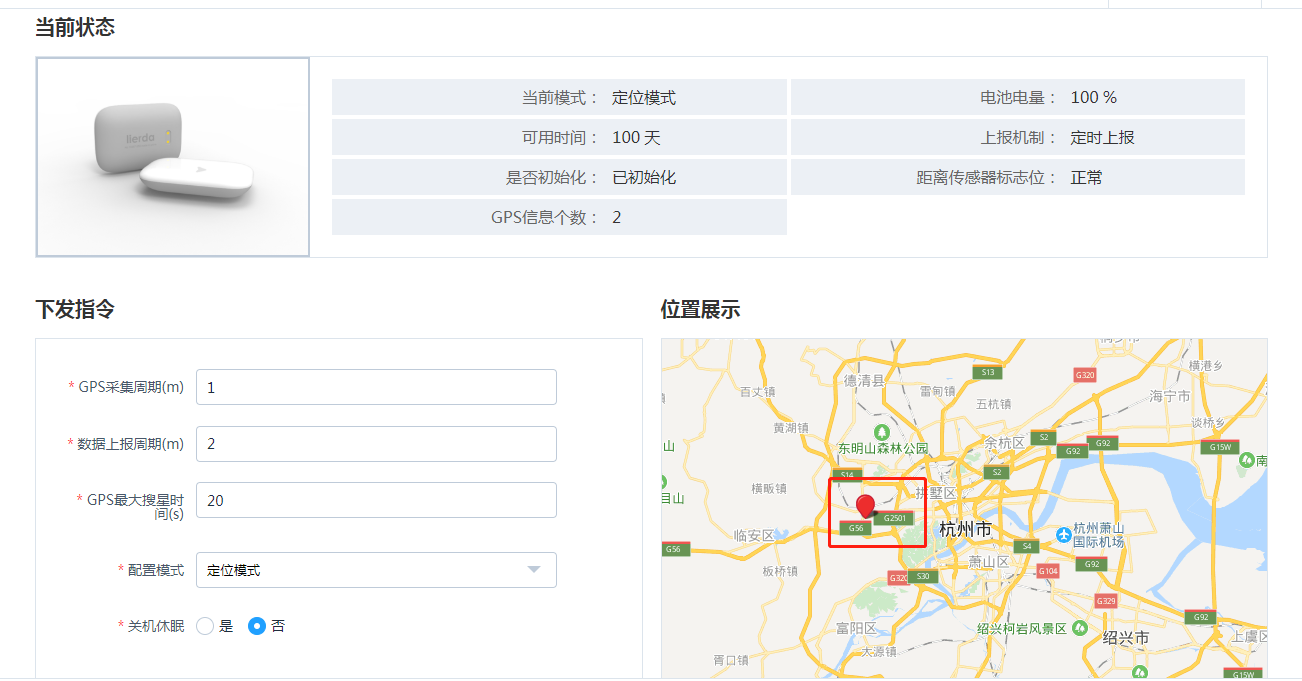 当前状态
lierda
当前模式： 定位模式
电池电量： 100 %
可用时间： 100 天
上报机制： 定时上报
是否初始化： 已初始化
距离传感器标志位： 正常
GPS信息个数： 2
下发指令
* GPS采集周期(m) 1
* 数据上报周期(m) 2
* GPS最大搜星时
间(s)
20
* 配置模式 定位模式
* 关机休眠 是 否
位置展示
S13
G320
横港乡
德清县
百丈镇
雷甸镇
五杭镇
海宁市
黄湖镇
谈桥乡
山
东明山森林公园
余杭区
S2
G92
G92
G15W
南
S14
S2
目山
横畈镇
拱墅区
G2501
G56
杭州市
杭州萧山
国际机场
临安区
G56
S4
板桥镇
萧山区
G104
G92
G320
S30
G329
G92
富阳区
绍兴柯岩风景区
绍兴市
上虞区
大源镇
胥口镇
G15W